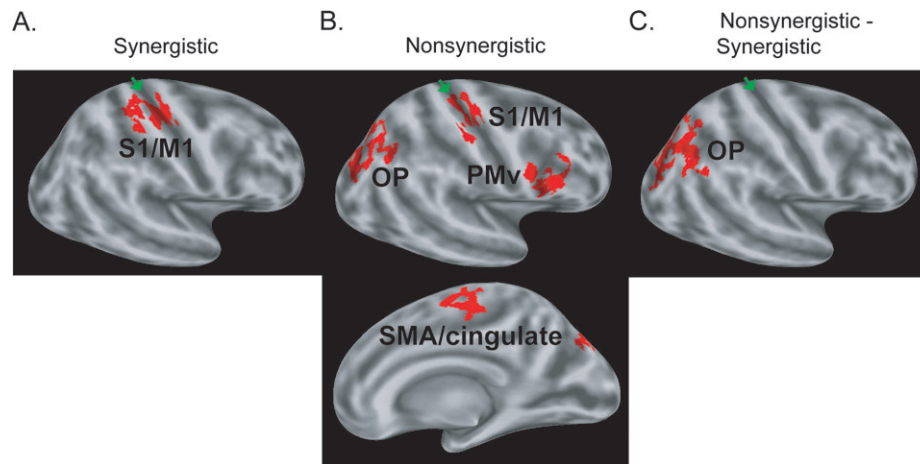 A.
Synergistic
S1/M1
B.
Nonsynergistic
S1/M1
OP
PMv
SMA/cingulate
C.
Nonsynergistic -
Synergistic
OP